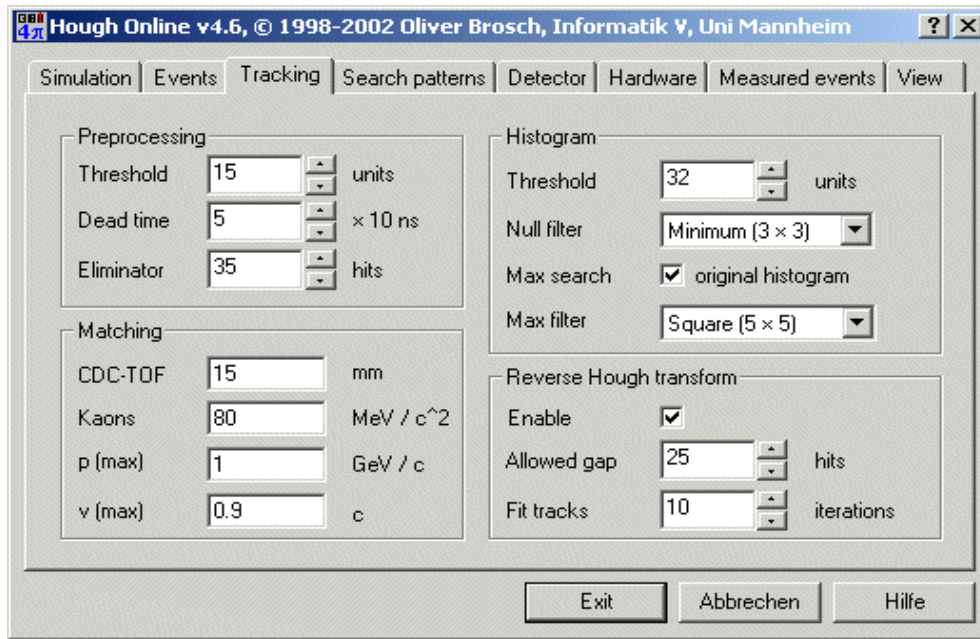 GBI 4π Hough Online v4.6, © 1998-2002 Oliver Brosch, Informatik V, Uni Mannheim ? X
Simulation Events Tracking Search patterns Detector Hardware Measured events View
Preprocessing
Threshold 15 units
Dead time 5 × 10 ns
Eliminator 35 hits
Matching
CDC-TOF 15 mm
Kaons 80 MeV / c^2
p (max) 1 GeV / c
v (max) 0.9 c
Histogram
Threshold 32 units
Null filter Minimum (3 × 3)
Max search original histogram
Max filter Square (5 × 5)
Reverse Hough transform
Enable
Allowed gap 25 hits
Fit tracks 10 iterations
Exit Abbrechen Hilfe